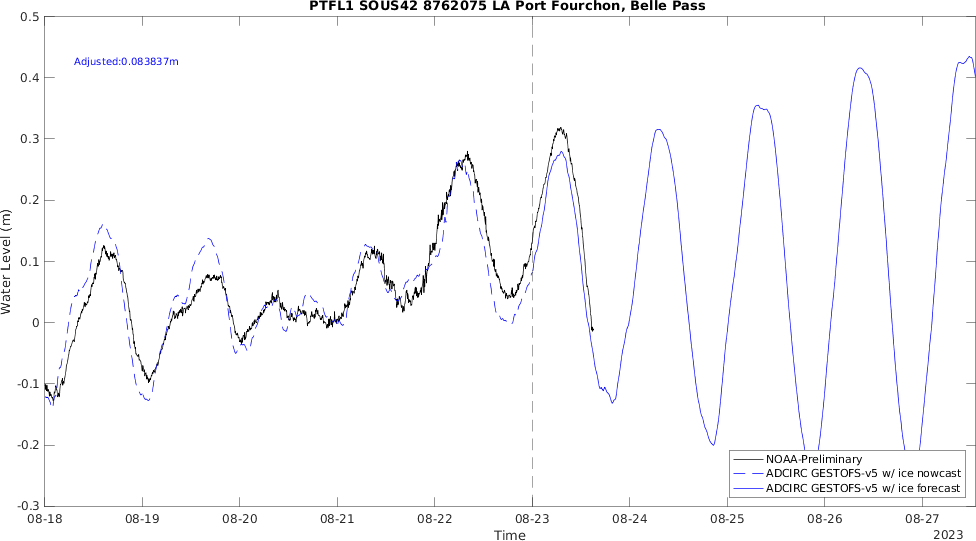 PTFL1 SOUS42 8762075 LA Port Fourchon, Belle Pass
Adjusted:0.083837m
Water Level (m)
0.5
0.4
0.3
0.2
0.1
0
-0.1
-0.2
-0.3
NOAA-Preliminary
ADCIRC GESTOFS-v5 w/ ice nowcast
ADCIRC GESTOFS-v5 w/ ice forecast
08-18 08-19 08-20 08-21 08-22 08-23 08-24 08-25 08-26 08-27
Time
2023